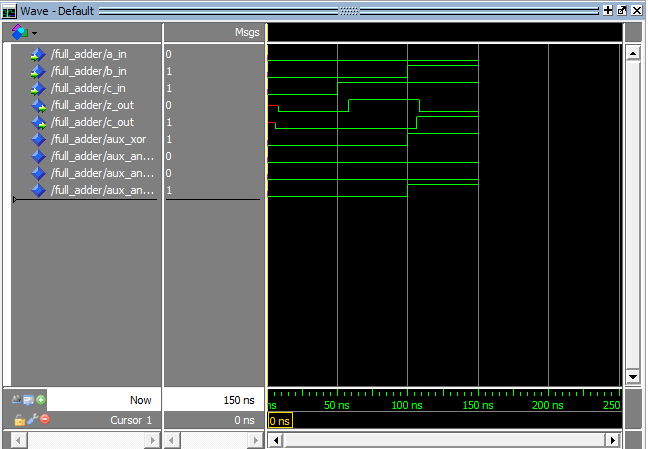 Wave - Default
Msgs
/full_adder/a_in 0
/full_adder/b_in 1
/full_adder/c_in 1
/full_adder/z_out 0
/full_adder/c_out 1
/full_adder/aux_xor 1
/full_adder/aux_an... 0
/full_adder/aux_an... 0
/full_adder/aux_an... 1
Now 150 ns ns 50 ns 100 ns 150 ns 200 ns 250
Cursor 1 0 ns 0 ns